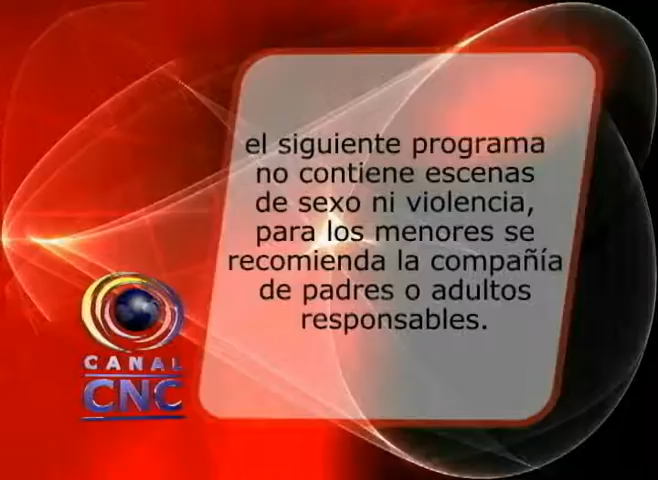 el siguiente programa
no contiene escenas
de sexo ni violencia,
para los menores se
recomienda la compañía
de padres o adultos
responsables.
CANAL
CNC